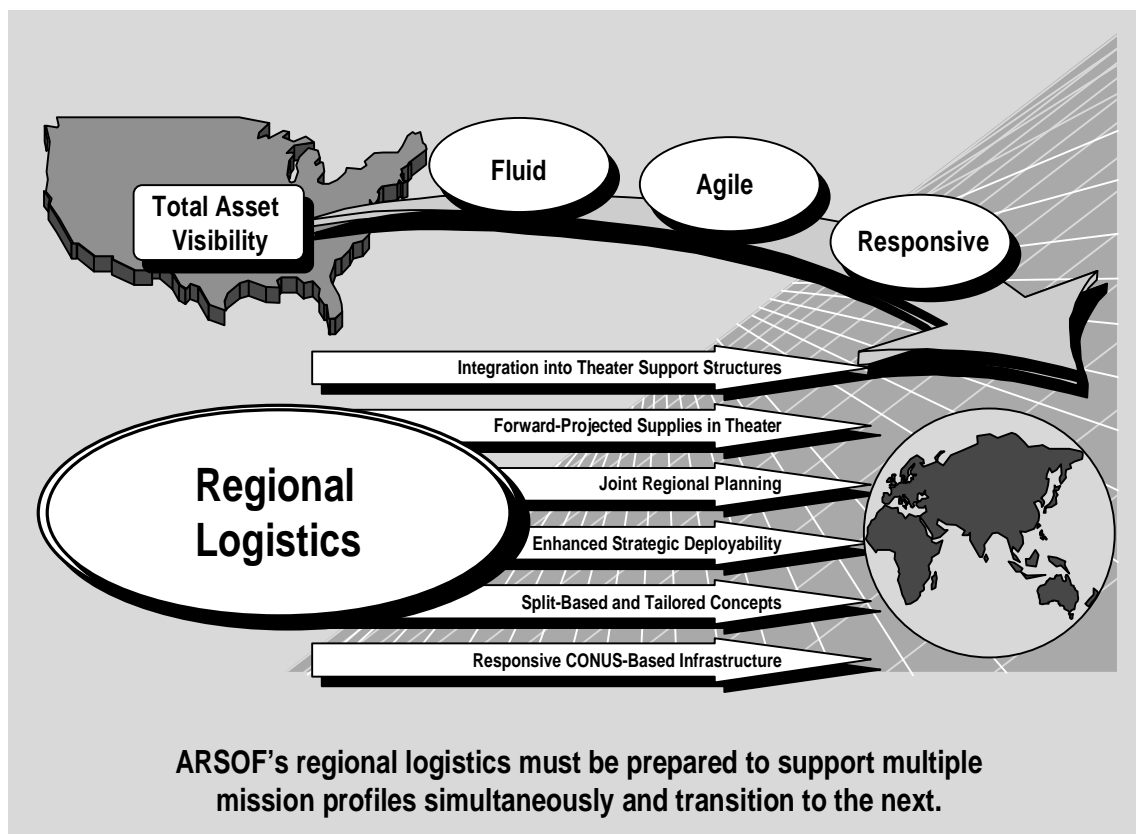 Fluid
Agile
Total Asset
Visibility
Responsive
Integration into Theater Support Structures
Forward-Projected Supplies in Theater
Regional
Logistics
Joint Regional Planning
Enhanced Strategic Deployability
Split-Based and Tailored Concepts
Responsive CONUS-Based Infrastructure
ARSOF’s regional logistics must be prepared to support multiple
mission profiles simultaneously and transition to the next.